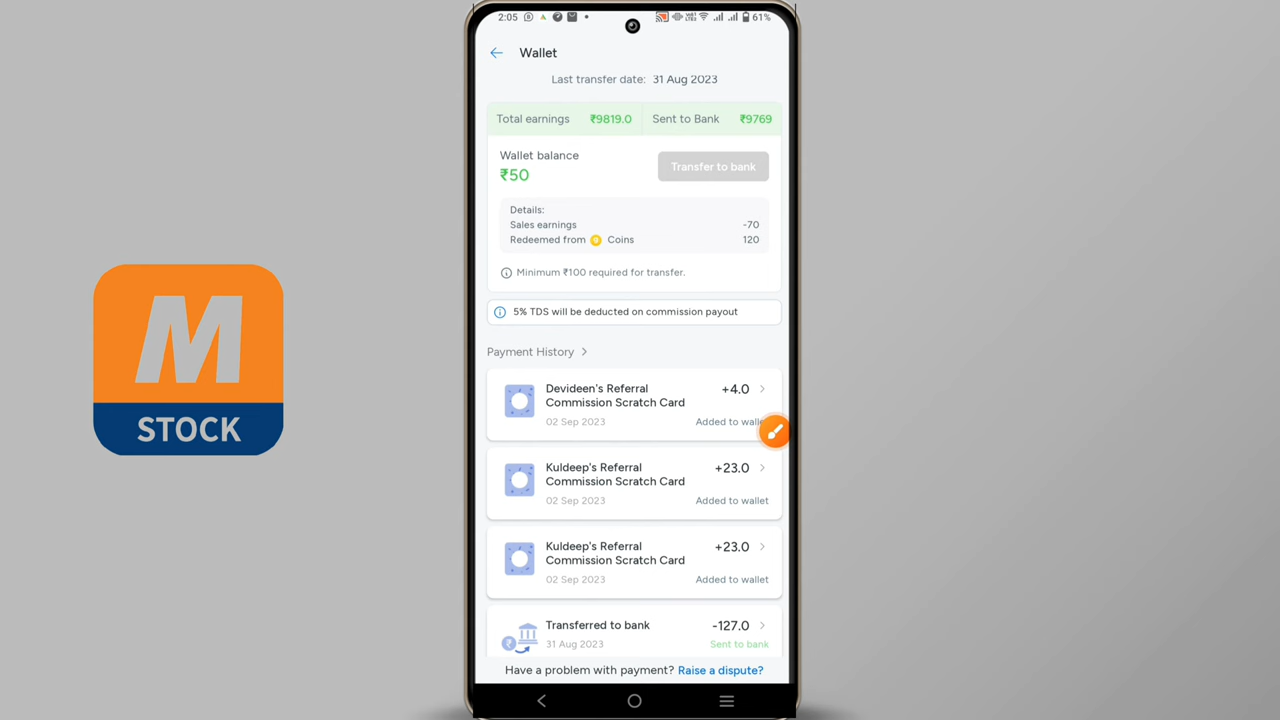 2:05
61%
Wallet
Last transfer date: 31 Aug 2023
Total earnings ₹9819.0 Sent to Bank ₹9769
Wallet balance
₹50
Transfer to bank
Details:
Sales earnings -70
Redeemed from Coins 120
Minimum ₹100 required for transfer.
5% TDS will be deducted on commission payout
Payment History
Devideen's Referral
Commission Scratch Card
+4.0
02 Sep 2023
Added to walle
Kuldeep's Referral
Commission Scratch Card
+23.0
02 Sep 2023
Added to wallet
Kuldeep's Referral
Commission Scratch Card
+23.0
02 Sep 2023
Added to wallet
Transferred to bank -127.0
31 Aug 2023 Sent to bank
Have a problem with payment? Raise a dispute?
M
STOCK